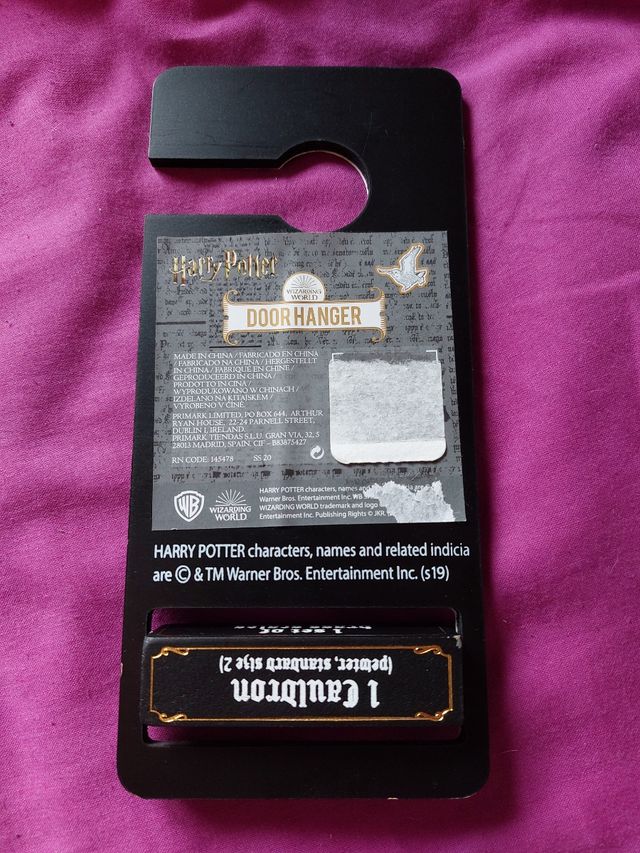 Harry Potter
WIZARDING
WORLD
DOOR HANGER
MADE IN CHINA / FABRICADO EN CHINA
/ FABRICADO NA CHINA / HERGESTELLT
IN CHINA / FABRIQUÉ EN CHINE /
GEPRODUCEERD IN CHINA /
PRODOTTO IN CINA /
WYPRODUKOWANO W CHINACH /
IZDELANO NA KITAJSKEM /
VYROBENO V ČÍNĚ.
PRIMARK LIMITED, PO BOX 644, ARTHUR
RYAN HOUSE, 22-24 PARNELL STREET,
DUBLIN 1, IRELAND.
PRIMARK TIENDAS S.L.U. GRAN VIA, 32, 5
28013 MADRID, SPAIN. CIF - B83875427
RN CODE: 145478 SS 20
WB
WIZARDING
WORLD
HARRY POTTER characters, names and
Warner Bros. Entertainment Inc. WB
WIZARDING WORLD trademark and logo
Entertainment Inc. Publishing Rights © JKR.
HARRY POTTER characters, names and related indicia
are © & TM Warner Bros. Entertainment Inc. (s19)
1 Cauldron
(pewter, standard size 2)
1 set of
brass scales